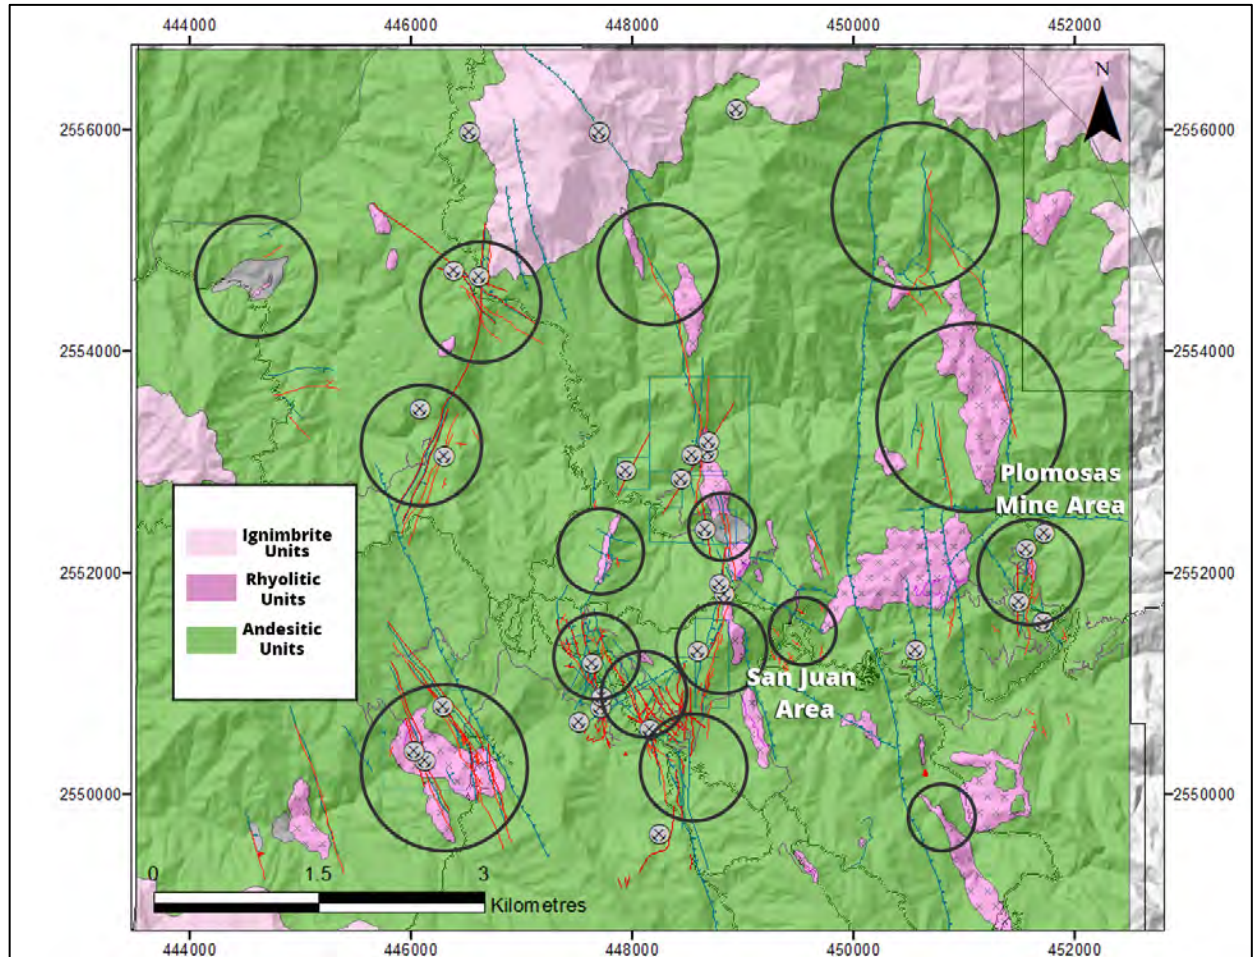 444000 446000 448000 450000 452000
N
2556000 2556000
2554000 2554000
Plomosas
Mine Area
Ignimbrite
Units
Rhyolitic
Units
2552000 2552000
Andesitic
Units
San Juan
Area
2550000 2550000
0 1.5 3
Kilometres
444000 446000 448000 450000 452000